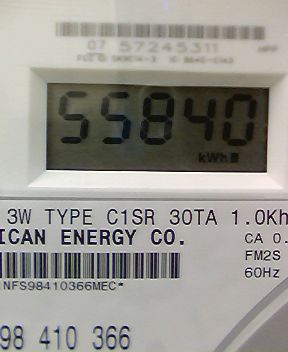 07 57245311 MPP
55840
kWh
3W TYPE C1SR 30TA 1.0Kh
ICAN ENERGY CO.
CA 0.
FM2S
60Hz
NFS98410366MEC*
98 410 366